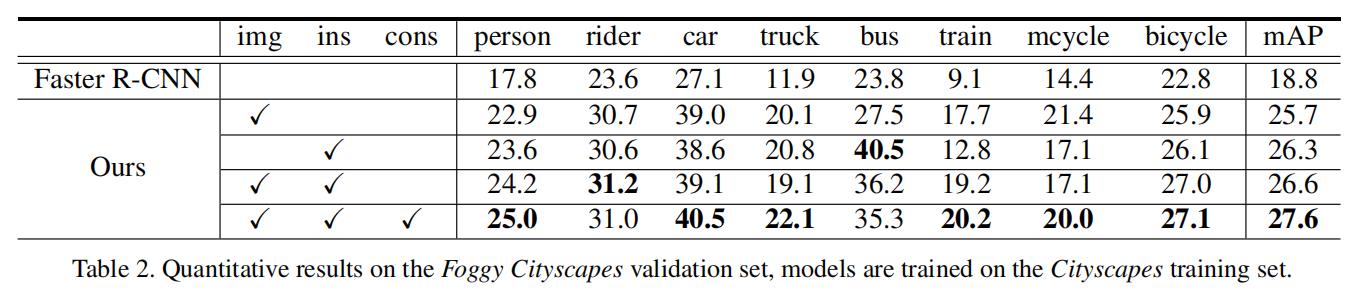 img ins cons person rider car truck bus train mcycle bicycle mAP
Faster R-CNN 17.8 23.6 27.1 11.9 23.8 9.1 14.4 22.8 18.8
✓ 22.9 30.7 39.0 20.1 27.5 17.7 21.4 25.9 25.7
✓ 23.6 30.6 38.6 20.8 40.5 12.8 17.1 26.1 26.3
Ours
✓ ✓ 24.2 31.2 39.1 19.1 36.2 19.2 17.1 27.0 26.6
✓ ✓ ✓ 25.0 31.0 40.5 22.1 35.3 20.2 20.0 27.1 27.6
Table 2. Quantitative results on the Foggy Cityscapes validation set, models are trained on the Cityscapes training set.